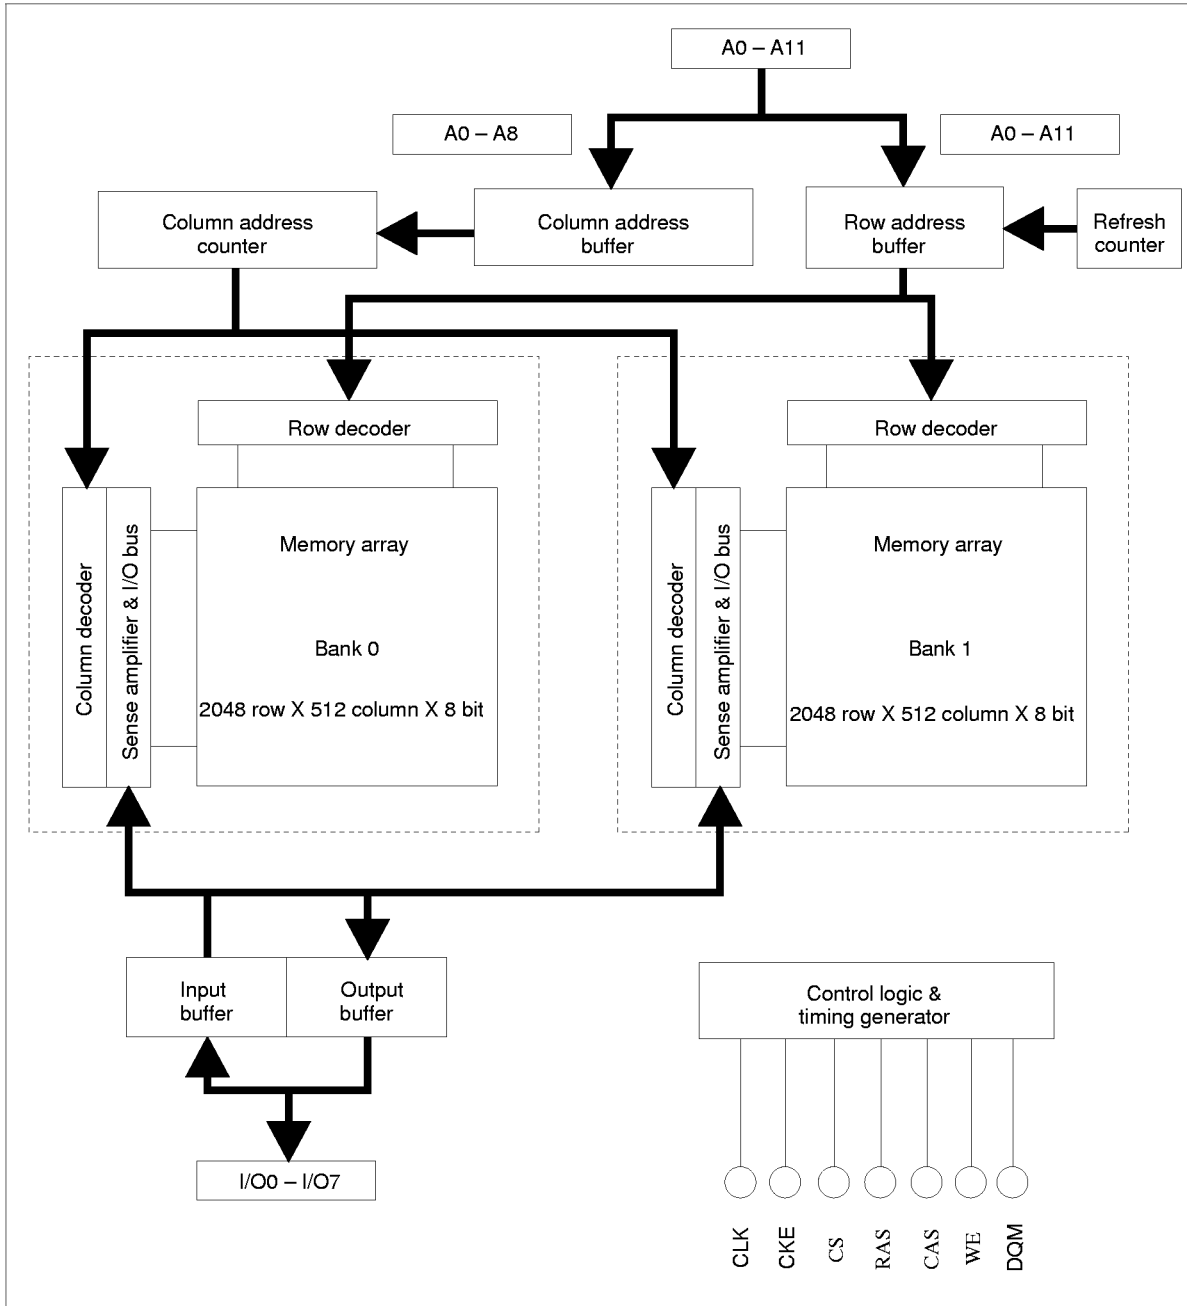 A0 – A11
A0 – A8
A0 – A11
Column address
counter
Column address
buffer
Row address
buffer
Refresh
counter
Row decoder
Row decoder
Column decoder
Sense amplifier & I/O bus
Memory array
Bank 0
2048 row X 512 column X 8 bit
Column decoder
Sense amplifier & I/O bus
Memory array
Bank 1
2048 row X 512 column X 8 bit
Input
buffer
Output
buffer
I/O0 – I/O7
Control logic &
timing generator
CLK
CKE
CS
RAS
CAS
WE
DQM